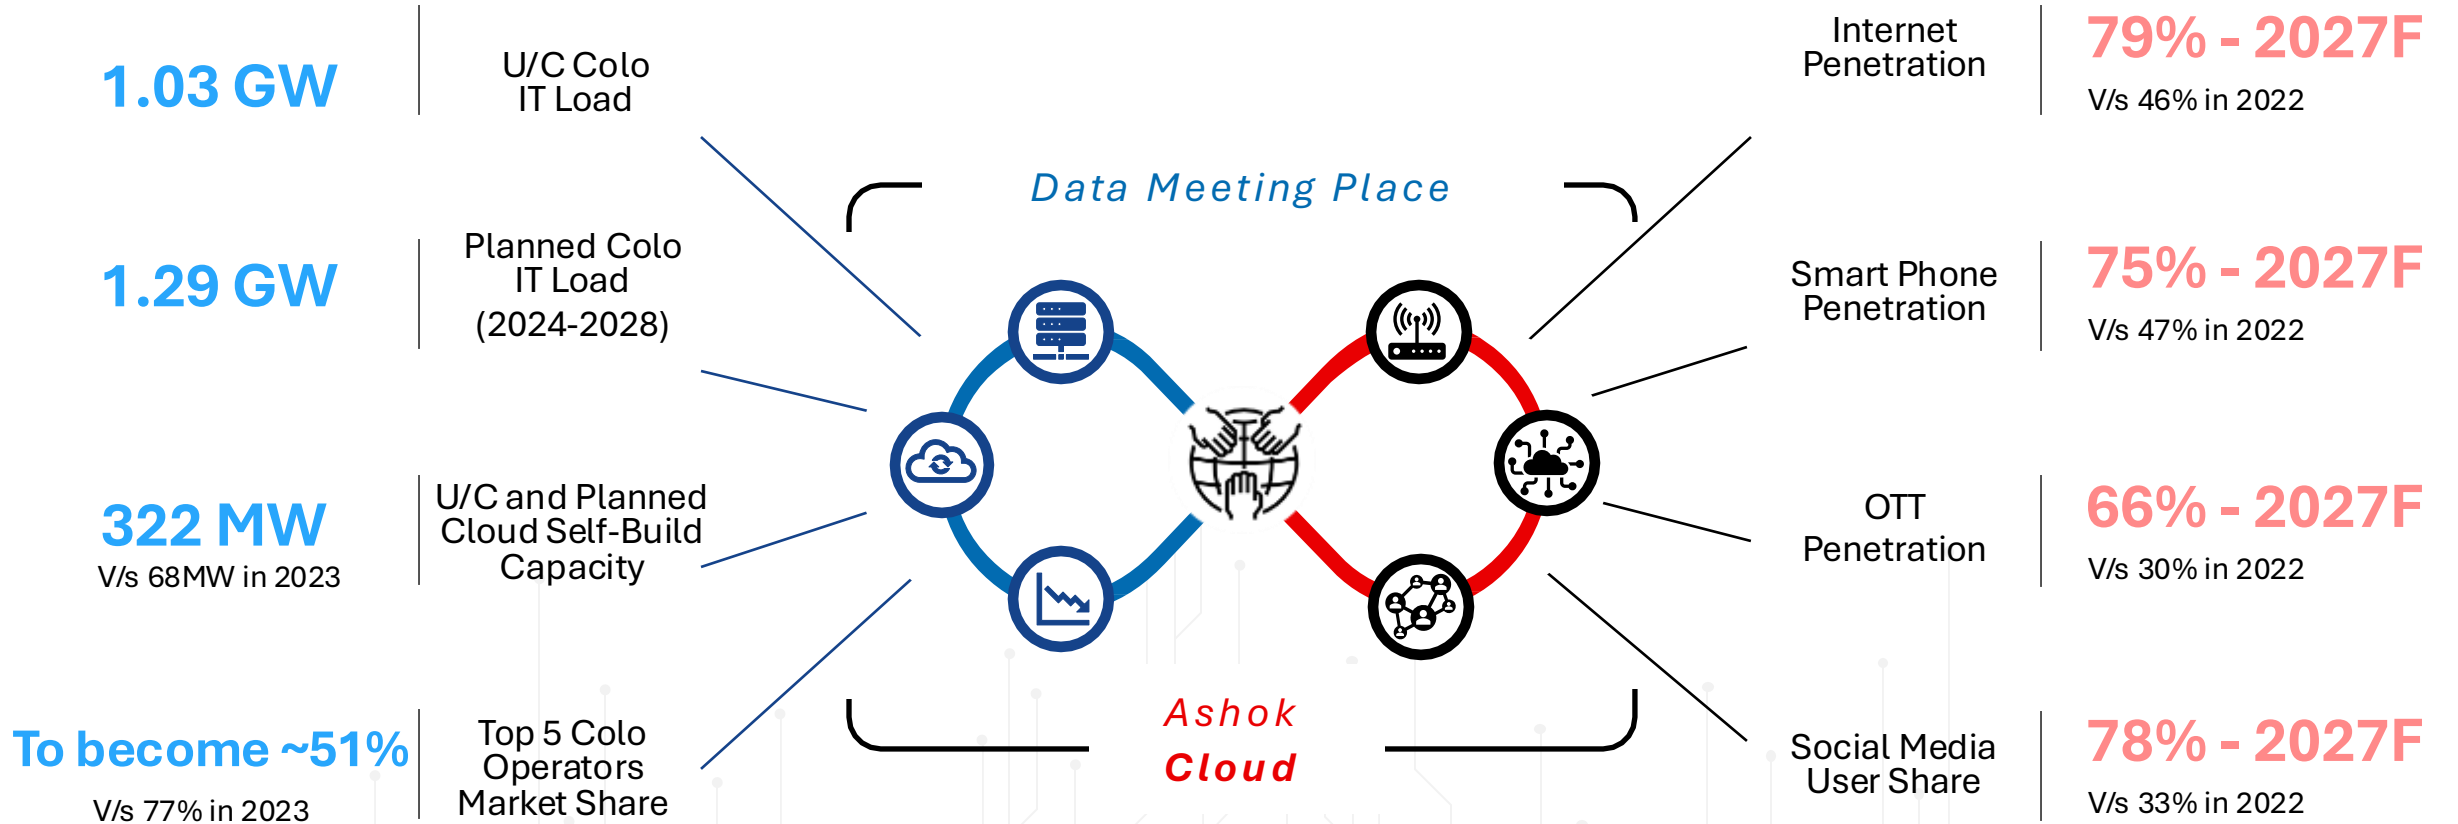 1.03 GW
U/C Colo
IT Load
1.29 GW
Planned Colo
IT Load
(2024-2028)
322 MW
V/s 68MW in 2023
U/C and Planned
Cloud Self-Build
Capacity
To become ~51%
V/s 77% in 2023
Top 5 Colo
Operators
Market Share
Data Meeting Place
Ashok
Cloud
Internet
Penetration
79% - 2027F
V/s 46% in 2022
Smart Phone
Penetration
75% - 2027F
V/s 47% in 2022
OTT
Penetration
66% - 2027F
V/s 30% in 2022
Social Media
User Share
78% - 2027F
V/s 33% in 2022